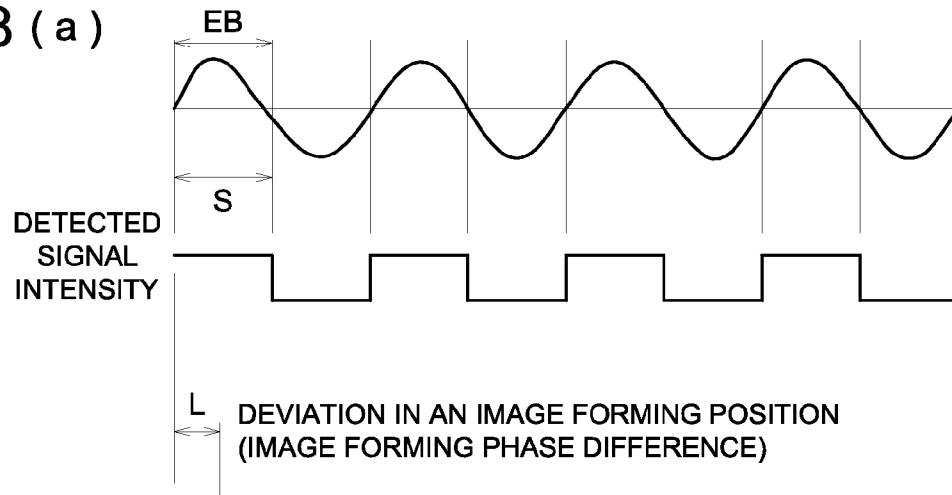 3 (a)
EB
S
DETECTED
SIGNAL
INTENSITY
L
DEVIATION IN AN IMAGE FORMING POSITION
(IMAGE FORMING PHASE DIFFERENCE)